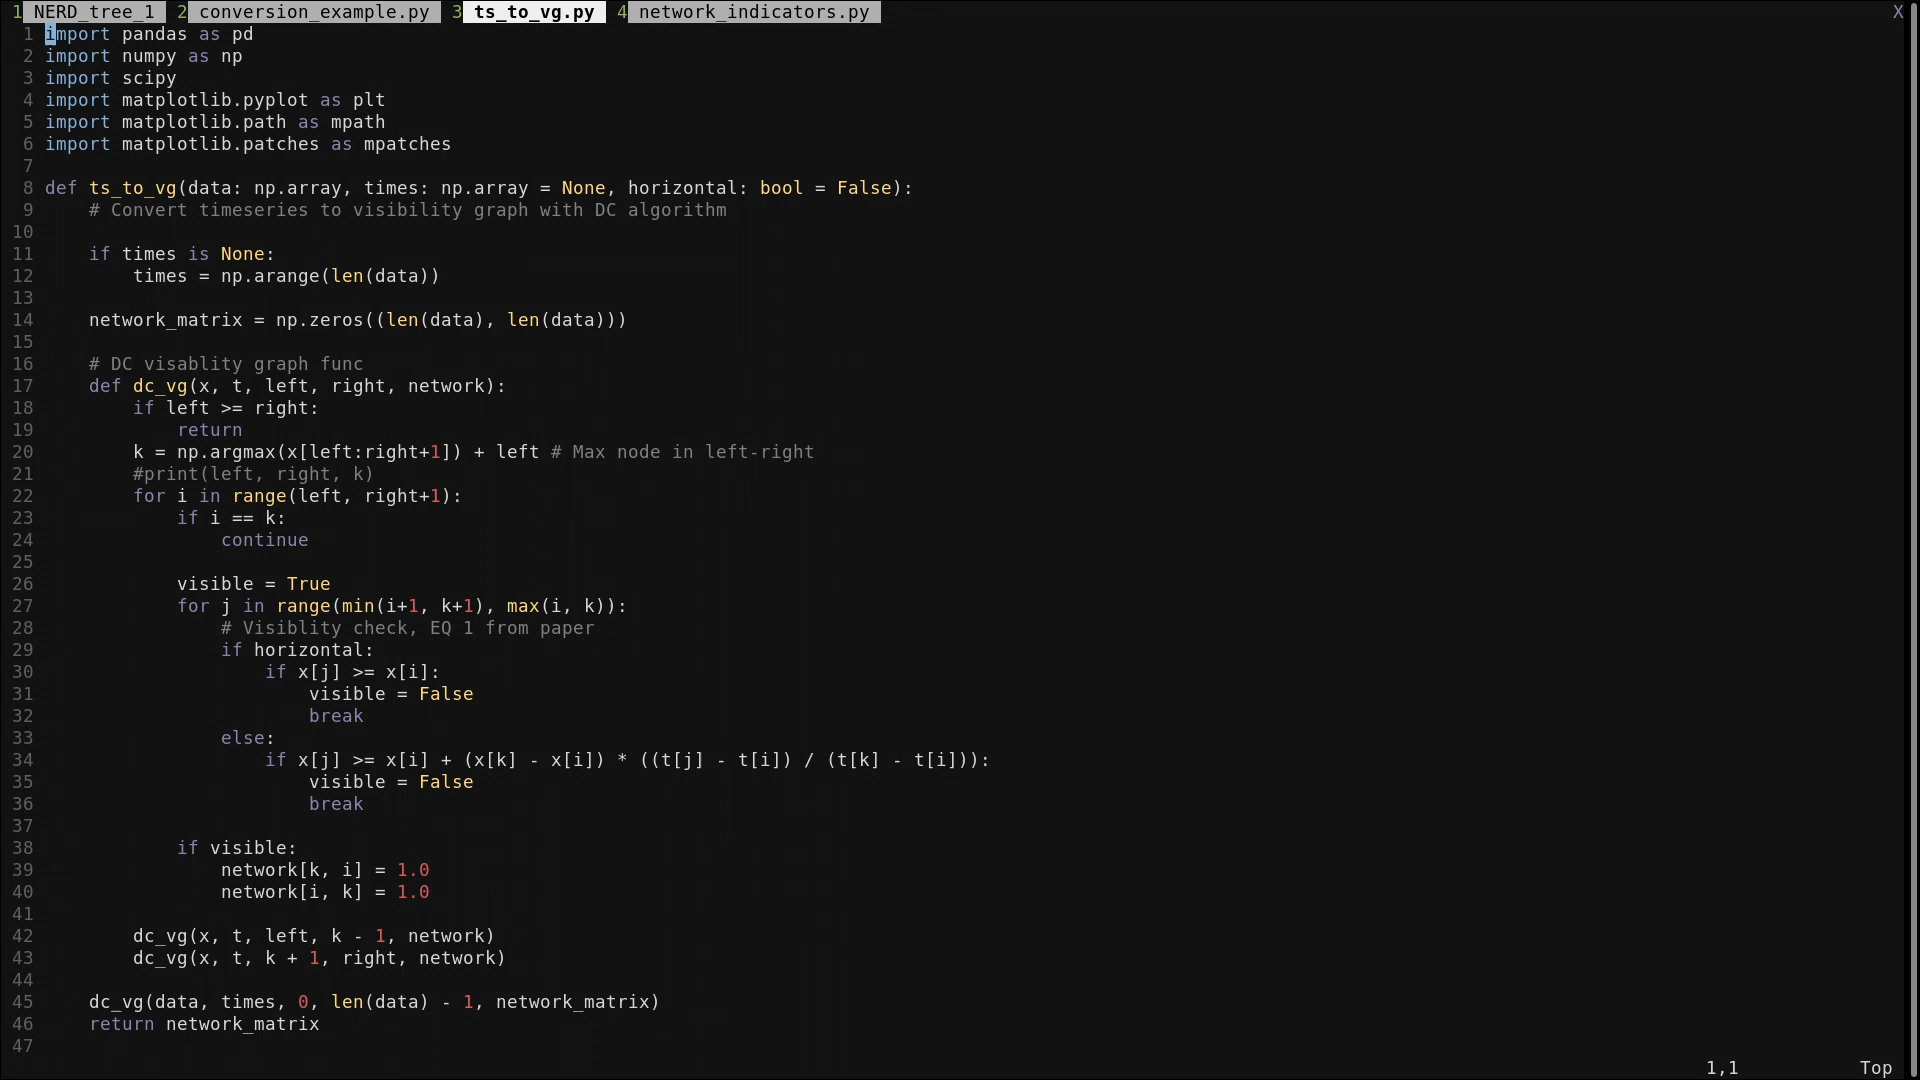 1 NERD_tree_1 2 conversion_example.py 3 ts_to_vg.py 4 network_indicators.py X
1 import pandas as pd
2 import numpy as np
3 import scipy
4 import matplotlib.pyplot as plt
5 import matplotlib.path as mpath
6 import matplotlib.patches as mpatches
7
8 def ts_to_vg(data: np.array, times: np.array = None, horizontal: bool = False):
9     # Convert timeseries to visibility graph with DC algorithm
10
11     if times is None:
12         times = np.arange(len(data))
13
14     network_matrix = np.zeros((len(data), len(data)))
15
16     # DC visablity graph func
17     def dc_vg(x, t, left, right, network):
18         if left >= right:
19             return
20         k = np.argmax(x[left:right+1]) + left # Max node in left-right
21         #print(left, right, k)
22         for i in range(left, right+1):
23             if i == k:
24                 continue
25
26             visible = True
27             for j in range(min(i+1, k+1), max(i, k)):
28                 # Visiblity check, EQ 1 from paper
29                 if horizontal:
30                     if x[j] >= x[i]:
31                         visible = False
32                         break
33                 else:
34                     if x[j] >= x[i] + (x[k] - x[i]) * ((t[j] - t[i]) / (t[k] - t[i])):
35                         visible = False
36                         break
37
38             if visible:
39                 network[k, i] = 1.0
40                 network[i, k] = 1.0
41
42         dc_vg(x, t, left, k - 1, network)
43         dc_vg(x, t, k + 1, right, network)
44
45     dc_vg(data, times, 0, len(data) - 1, network_matrix)
46     return network_matrix
47
1,1 Top